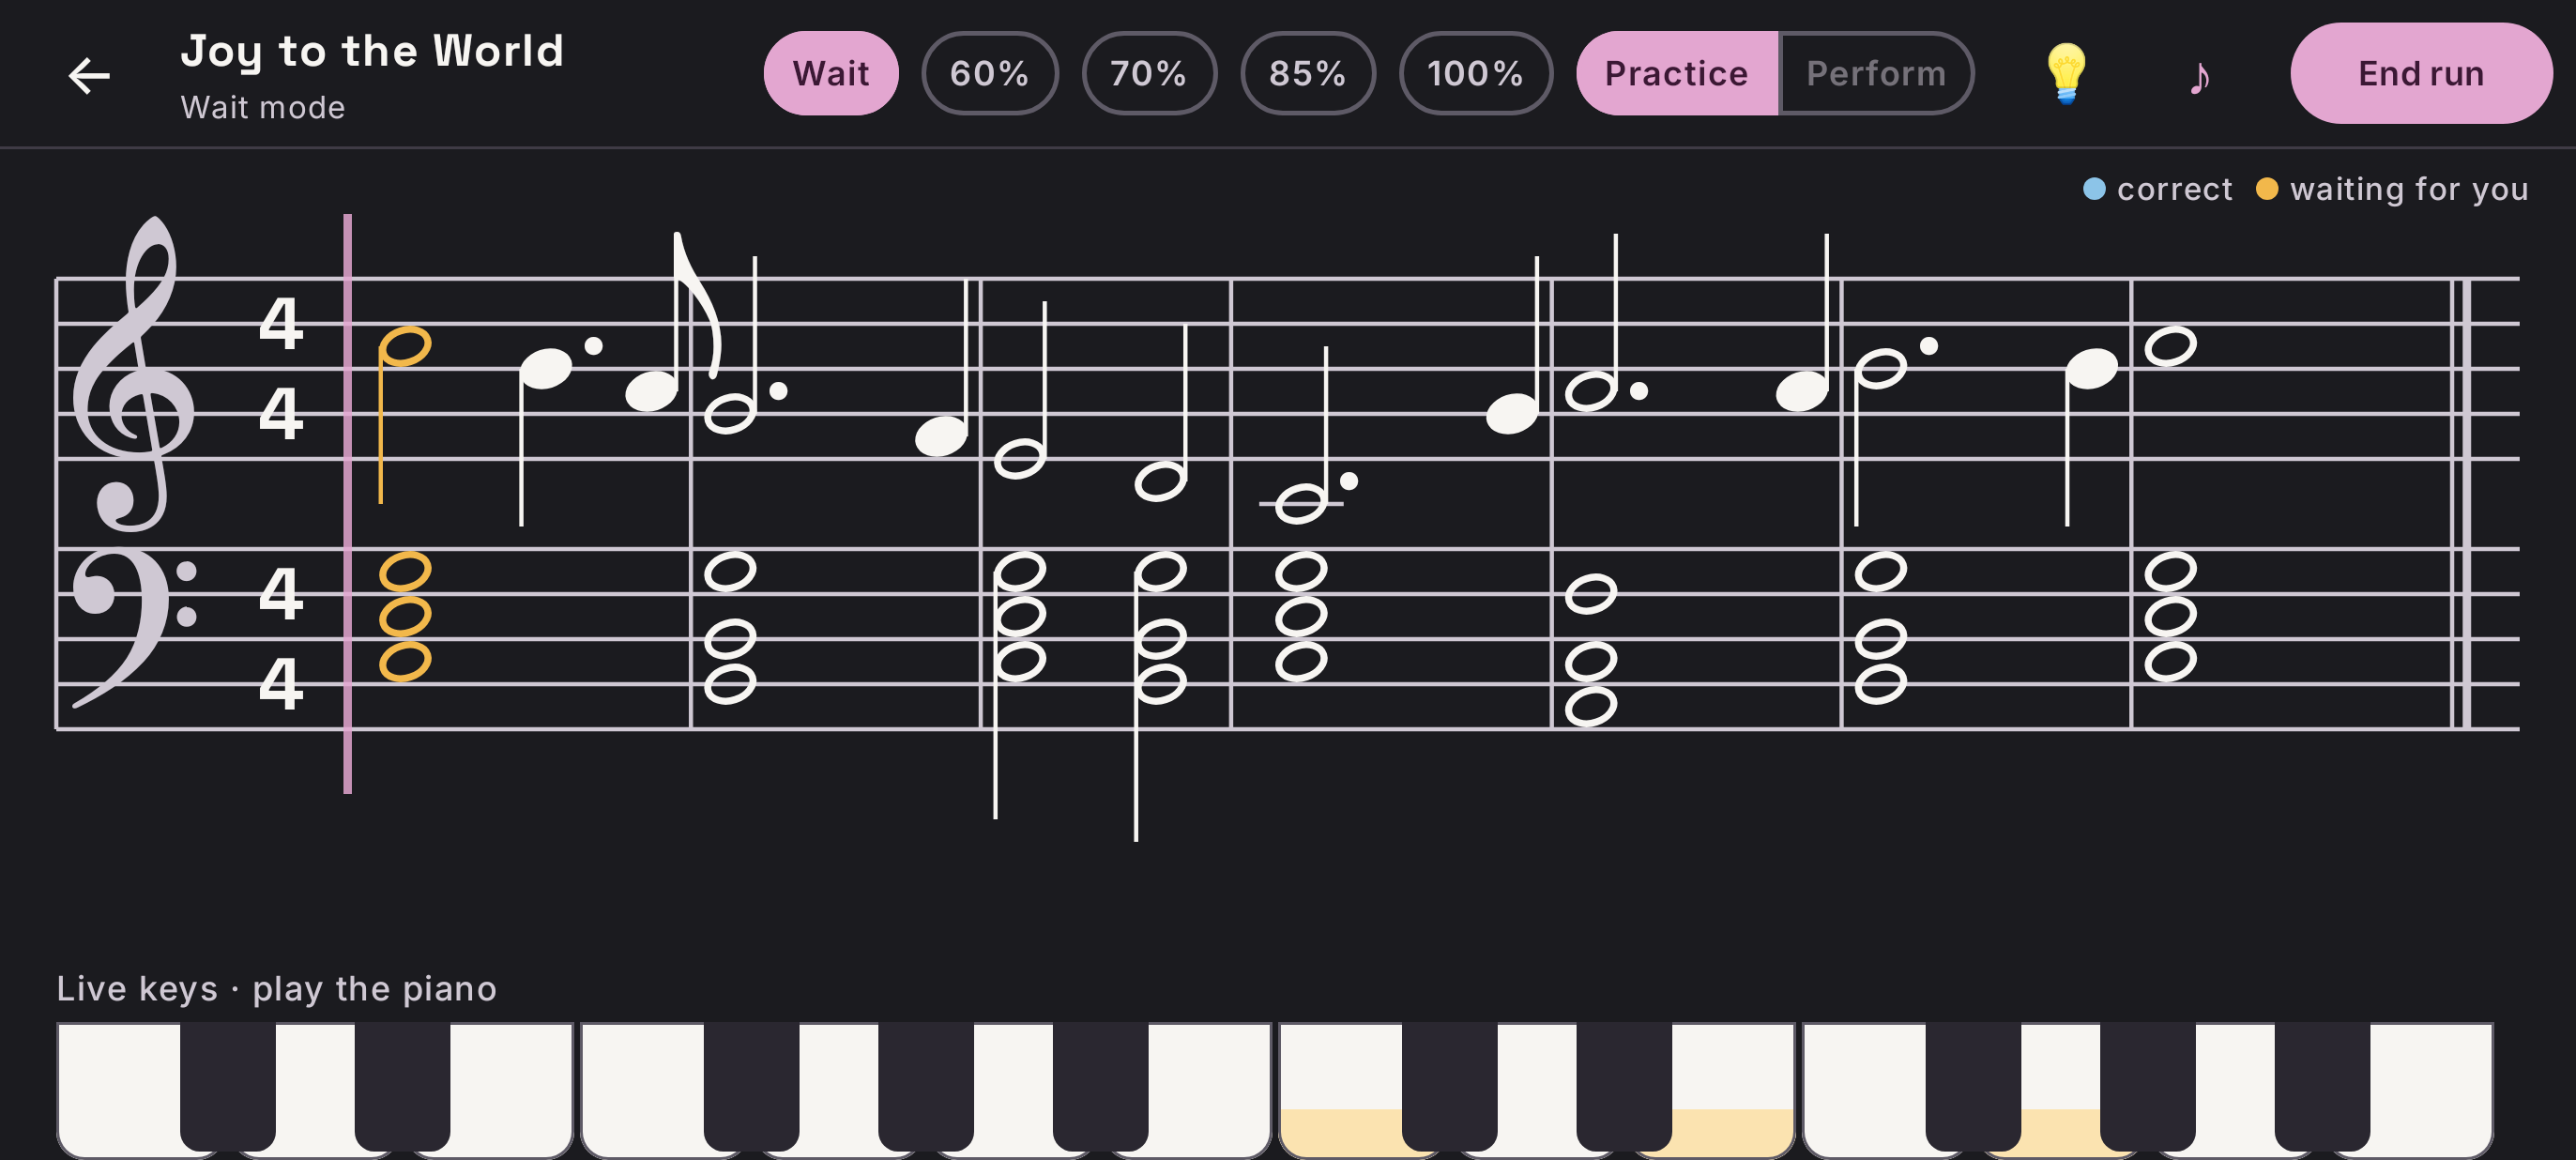 Joy to the World
Wait mode
Wait 60% 70% 85% 100% Practice Perform End run
correct waiting for you
4
4
4
4
Live keys · play the piano